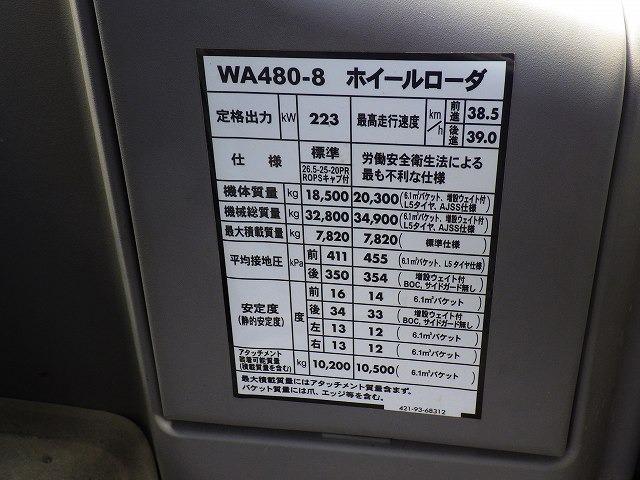 WA480-8 ホイールローダ
定格出力 kW 223 最高走行速度 km/h 前進 38.5
後進 39.0
仕様 標準 労働安全衛生法による
26.5-25-20PR 最も不利な仕様
ROPSキャブ付
機体質量 kg 18,500 20,300 (6.1m³バケット、増設ウェイト付 L5タイヤ、AJSS仕様)
機械総質量 kg 32,800 34,900 (6.1m³バケット、増設ウェイト付 L5タイヤ、AJSS仕様)
最大積載質量 kg 7,820 7,820 (標準仕様)
平均接地圧 kPa 前 411 455 (6.1m³バケット、L5タイヤ仕様)
後 350 354 (増設ウェイト付 BOC、サイドガード無し)
安定度 (静的安定度) 度 前 16 14 (6.1m³バケット)
後 34 33 (増設ウェイト付 BOC、サイドガード無し)
左 13 12 (6.1m³バケット)
右 13 12 (6.1m³バケット)
アタッチメント
装着可能質量
(積載質量を含む) kg 10,200 10,500 (6.1m³バケット)
最大積載質量にはアタッチメント質量含まず。
バケット質量には爪、エッジ等を含む。
421-93-68312